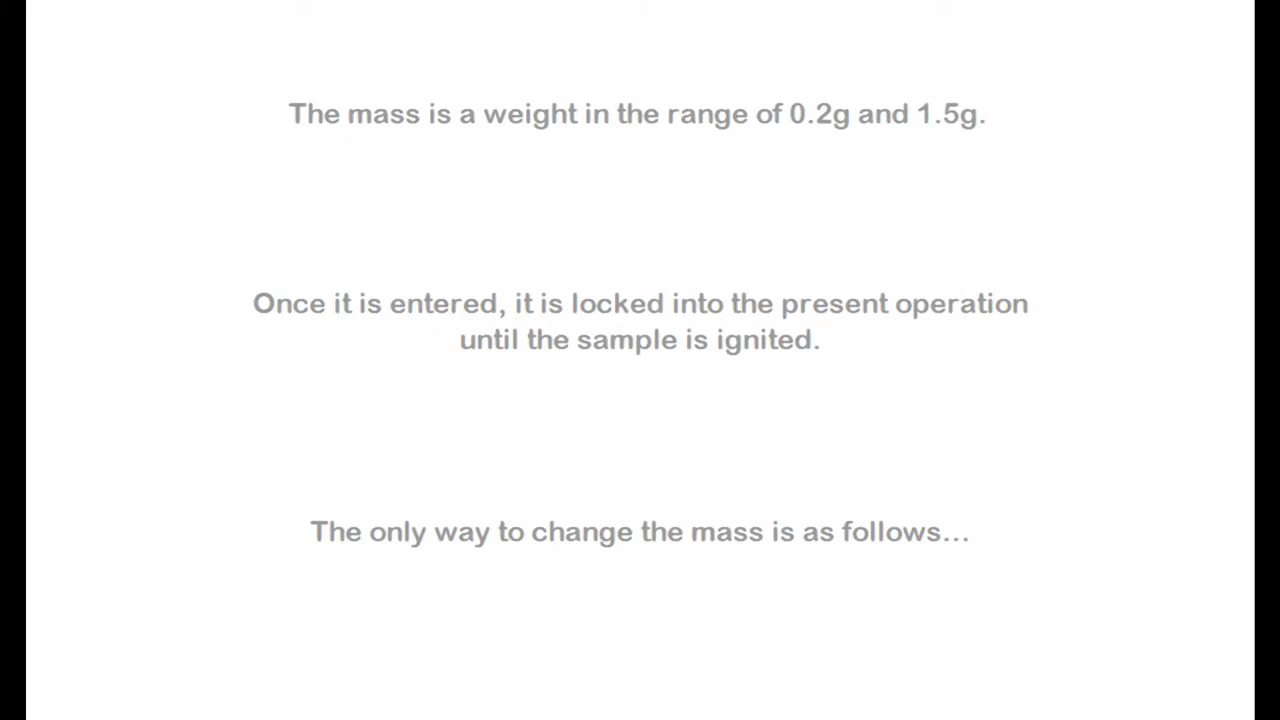 The mass is a weight in the range of 0.2g and 1.5g.
Once it is entered, it is locked into the present operation
until the sample is ignited.
The only way to change the mass is as follows...